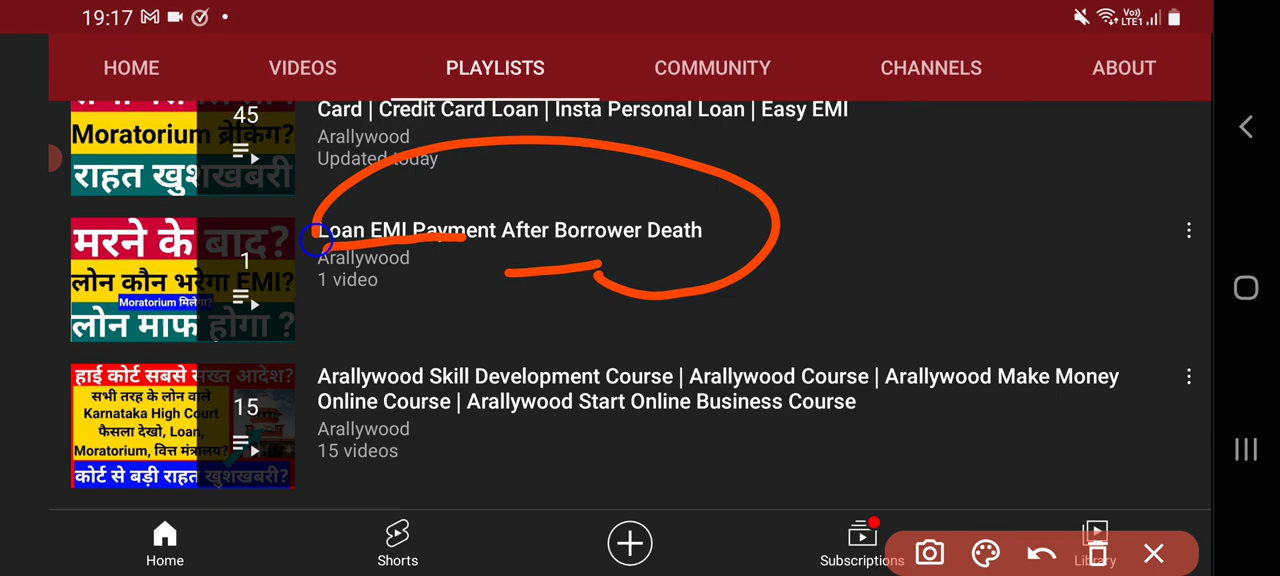 19:17
Vo))
LTE1
HOME VIDEOS PLAYLISTS COMMUNITY CHANNELS ABOUT
45
Moratorium ब्रेकिंग?
राहत खुशखबरी
Card | Credit Card Loan | Insta Personal Loan | Easy EMI
Arallywood
Updated today
मरने के बाद?
1
लोन कौन भरेगा EMI?
Moratorium मिलेगा?
लोन माफ होगा ?
Loan EMI Payment After Borrower Death
Arallywood
1 video
हाई कोर्ट सबसे सख्त आदेश?
सभी तरह के लोन वाले
Karnataka High Court
फैसला देखो, Loan,
Moratorium, वित्त मंत्रालय?
कोर्ट से बड़ी राहत खुशखबरी?
15
Arallywood Skill Development Course | Arallywood Course | Arallywood Make Money
Online Course | Arallywood Start Online Business Course
Arallywood
15 videos
Home Shorts Subscriptions Library